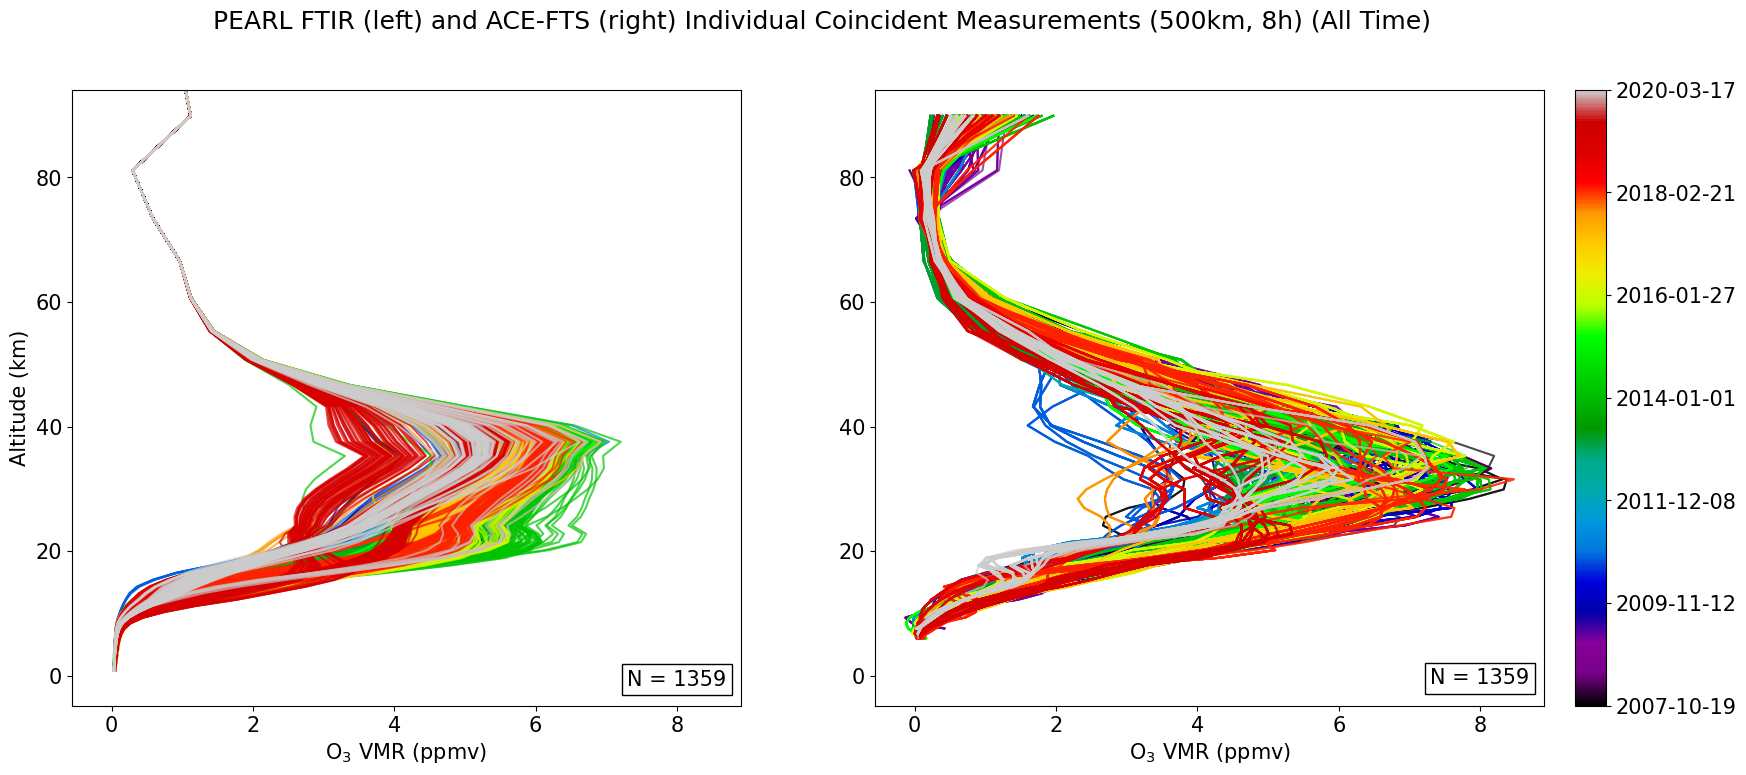 PEARL FTIR (left) and ACE-FTS (right) Individual Coincident Measurements (500km, 8h) (All Time)
Altitude (km)
80
60
40
20
0
0 2 4 6 8
O₃ VMR (ppmv)
N = 1359
80
60
40
20
0
0 2 4 6 8
O₃ VMR (ppmv)
N = 1359
2020-03-17
2018-02-21
2016-01-27
2014-01-01
2011-12-08
2009-11-12
2007-10-19